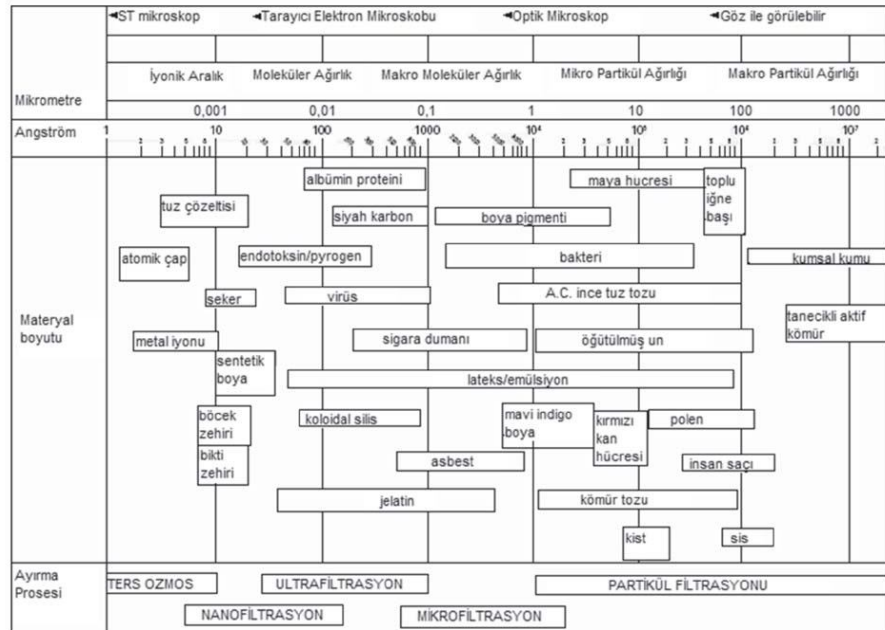 ◄ST mikroskop ◄Tarayıcı Elektron Mikroskobu ◄Optik Mikroskop ◄Göz ile görülebilir
İyonik Aralık Moleküler Ağırlık Makro Moleküler Ağırlık Mikro Partikül Ağırlığı Makro Partikül Ağırlığı
Mikrometre 0,001 0,01 0,1 1 10 100 1000
Angström 1 10 100 1000 10⁴ 10⁵ 10⁶ 10⁷
2 3 5 8
Materyal
boyutu
albümin proteini
maya hucresi
toplu
iğne
başı
tuz çözeltisi
siyah karbon
boya pigmenti
atomik çap
endotoksin/pyrogen
bakteri
kumsal kumu
şeker
virüs
A.C. ince tuz tozu
tanecikli aktif
kömür
metal iyonu
sigara dumanı
öğütülmüş un
sentetik
boya
lateks/emülsiyon
böcek
zehiri
koloidal silis
mavi indigo
boya
kırmızı
kan
hücresi
polen
bikti
zehiri
asbest
insan saçı
jelatin
kömür tozu
kist
sis
Ayırma
Prosesi
TERS OZMOS
ULTRAFİLTRASYON
PARTİKÜL FİLTRASYONU
NANOFİLTRASYON
MİKROFİLTRASYON